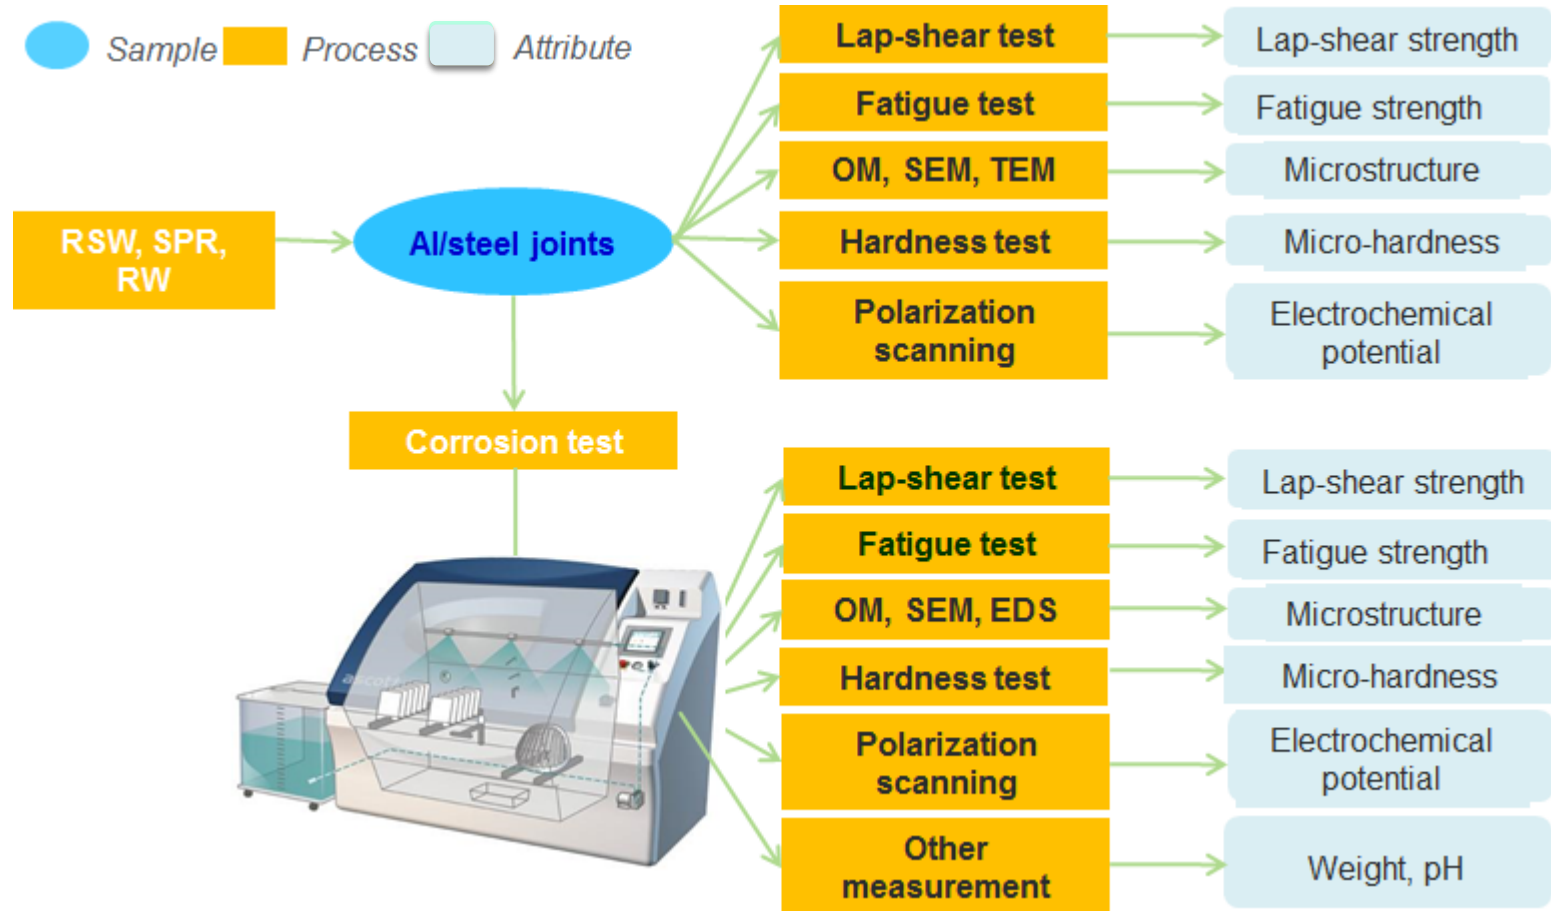 Sample
Process
Attribute
RSW, SPR,
RW
Al/steel joints
Lap-shear test
Lap-shear strength
Fatigue test
Fatigue strength
OM, SEM, TEM
Microstructure
Hardness test
Micro-hardness
Polarization
scanning
Electrochemical
potential
Corrosion test
ascott
Lap-shear test
Lap-shear strength
Fatigue test
Fatigue strength
OM, SEM, EDS
Microstructure
Hardness test
Micro-hardness
Polarization
scanning
Electrochemical
potential
Other
measurement
Weight, pH